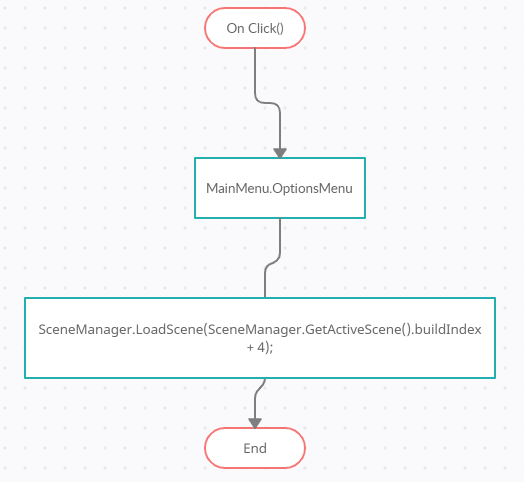 On Click()
MainMenu.OptionsMenu
SceneManager.LoadScene(SceneManager.GetActiveScene().buildIndex
+ 4);
End